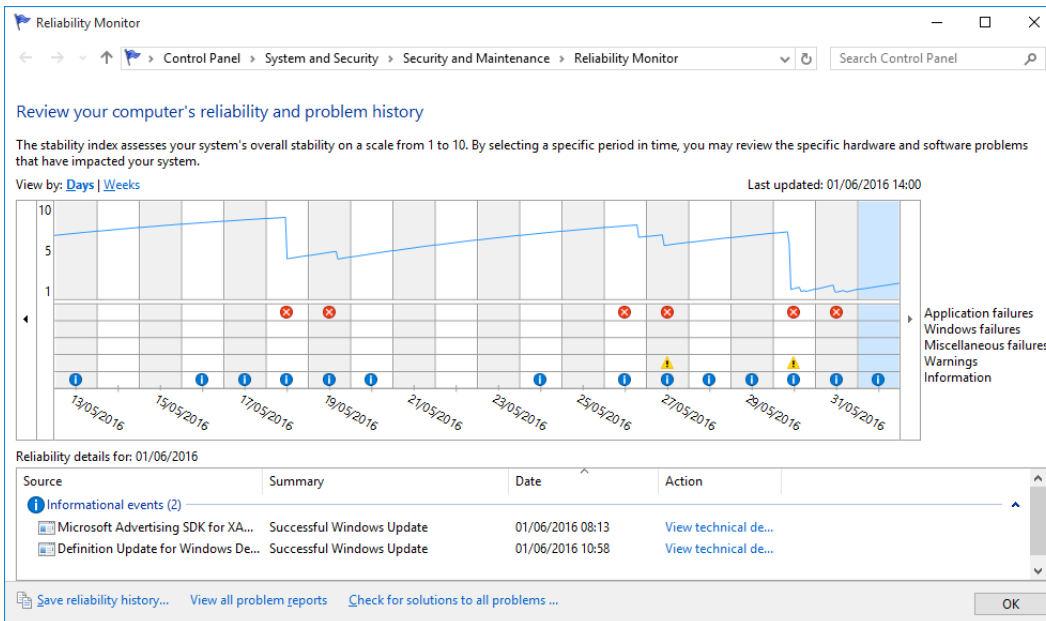 Reliability Monitor
Control Panel > System and Security > Security and Maintenance > Reliability Monitor
Search Control Panel
Review your computer's reliability and problem history
The stability index assesses your system's overall stability on a scale from 1 to 10. By selecting a specific period in time, you may review the specific hardware and software problems
that have impacted your system.
View by: Days | Weeks
Last updated: 01/06/2016 14:00
10
5
1
Application failures
Windows failures
Miscellaneous failures
Warnings
Information
13/05/2016
15/05/2016
17/05/2016
19/05/2016
21/05/2016
23/05/2016
25/05/2016
27/05/2016
29/05/2016
31/05/2016
Reliability details for: 01/06/2016
Source Summary Date Action
Informational events (2)
Microsoft Advertising SDK for XA... Successful Windows Update 01/06/2016 08:13 View technical de...
Definition Update for Windows De... Successful Windows Update 01/06/2016 10:58 View technical de...
Save reliability history... View all problem reports Check for solutions to all problems ...
OK